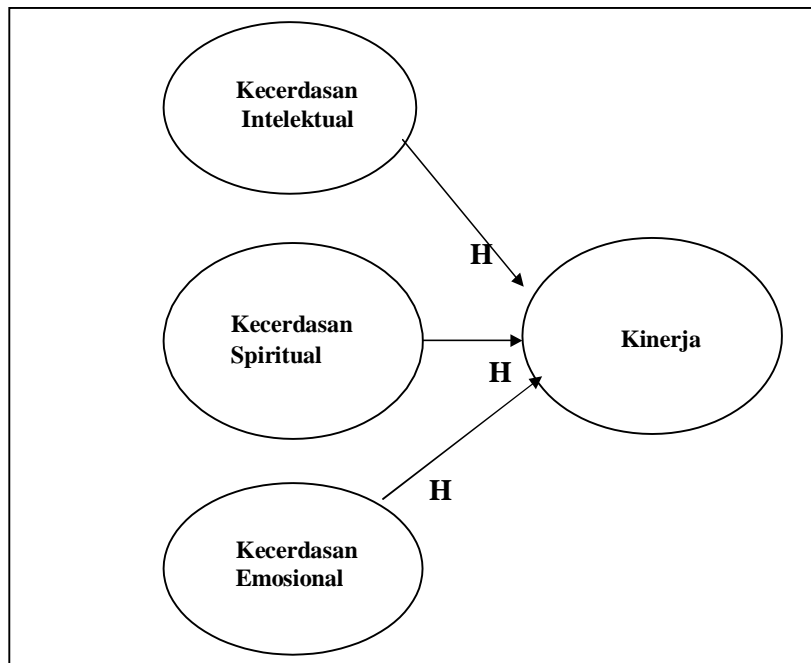 Kecerdasan
Intelektual
H
Kecerdasan
Spiritual
Kinerja
H
H
Kecerdasan
Emosional